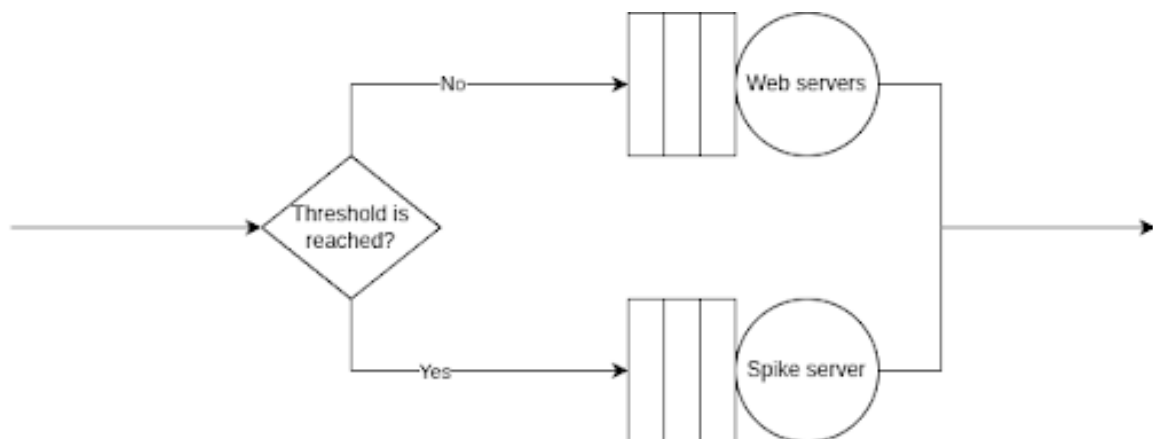 No
Web servers
Threshold is
reached?
Yes
Spike server